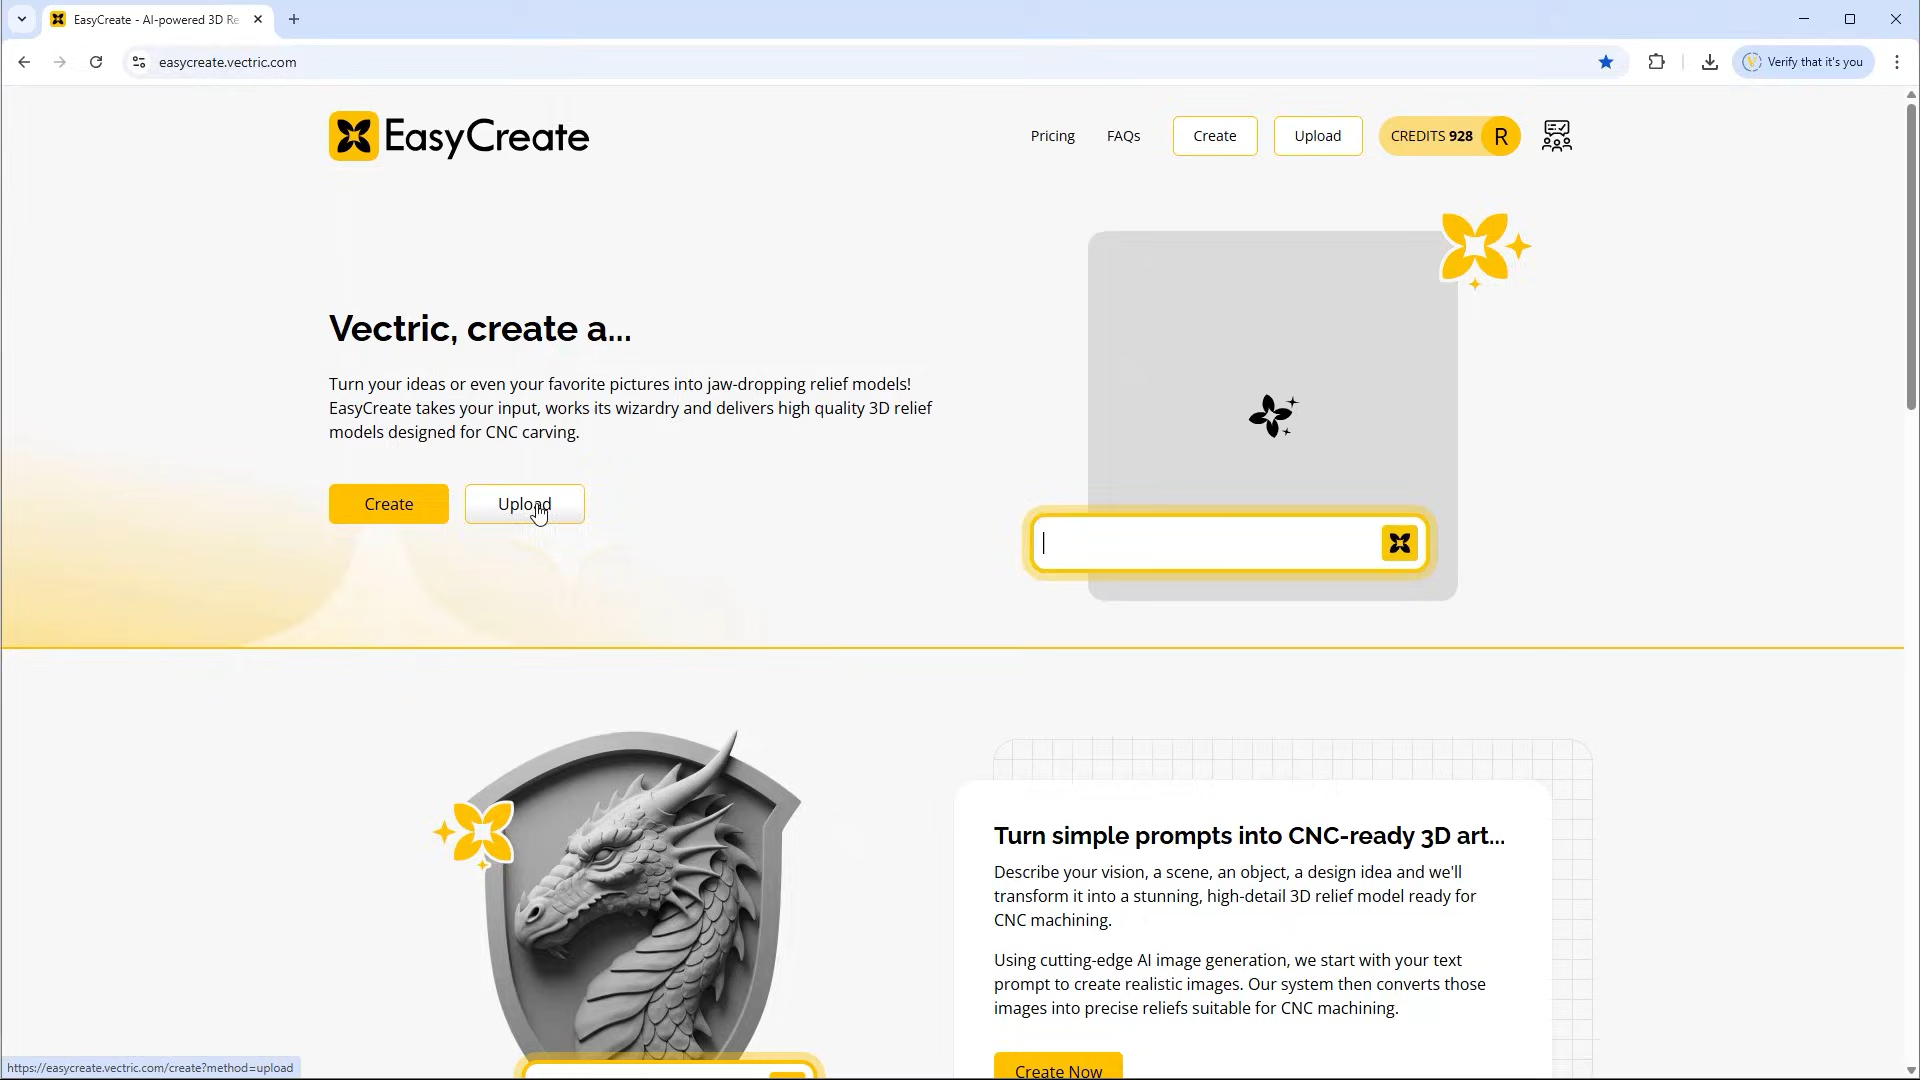 EasyCreate - AI-powered 3D Re
easycreate.vectric.com
Verify that it's you
EasyCreate
Pricing
FAQs
Create
Upload
CREDITS 928
R
Vectric, create a...
Turn your ideas or even your favorite pictures into jaw-dropping relief models!
EasyCreate takes your input, works its wizardry and delivers high quality 3D relief
models designed for CNC carving.
Create
Upload
Turn simple prompts into CNC-ready 3D art...
Describe your vision, a scene, an object, a design idea and we'll
transform it into a stunning, high-detail 3D relief model ready for
CNC machining.
Using cutting-edge AI image generation, we start with your text
prompt to create realistic images. Our system then converts those
images into precise reliefs suitable for CNC machining.
Create Now
https://easycreate.vectric.com/create?method=upload